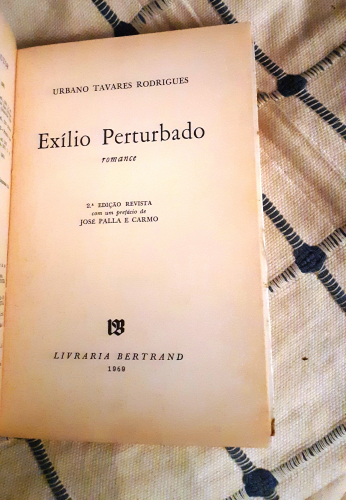 URBANO TAVARES RODRIGUES
Exílio Perturbado
romance
2.ª EDIÇÃO REVISTA
com um prefácio de
JOSE PALLA E CARMO
LIVRARIA BERTRAND
1969